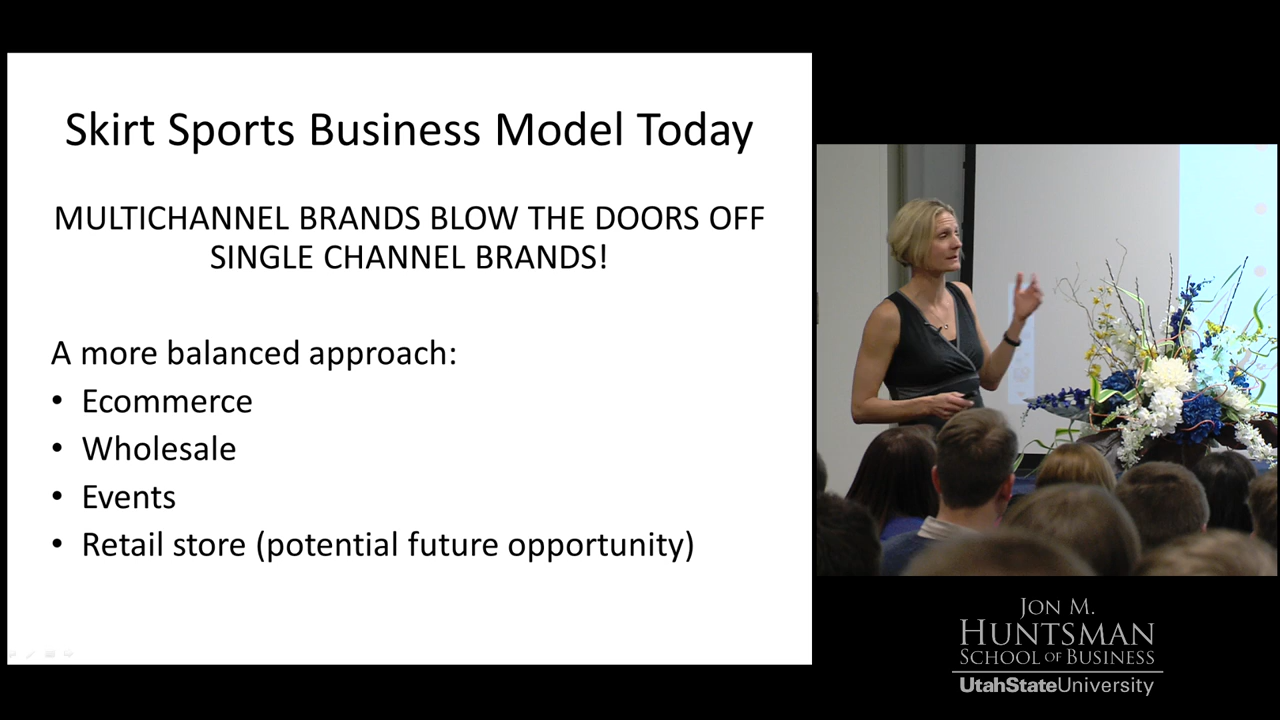 Skirt Sports Business Model Today
MULTICHANNEL BRANDS BLOW THE DOORS OFF
SINGLE CHANNEL BRANDS!
A more balanced approach:
• Ecommerce
• Wholesale
• Events
• Retail store (potential future opportunity)
JON M.
HUNTSMAN
SCHOOL OF BUSINESS
UtahStateUniversity